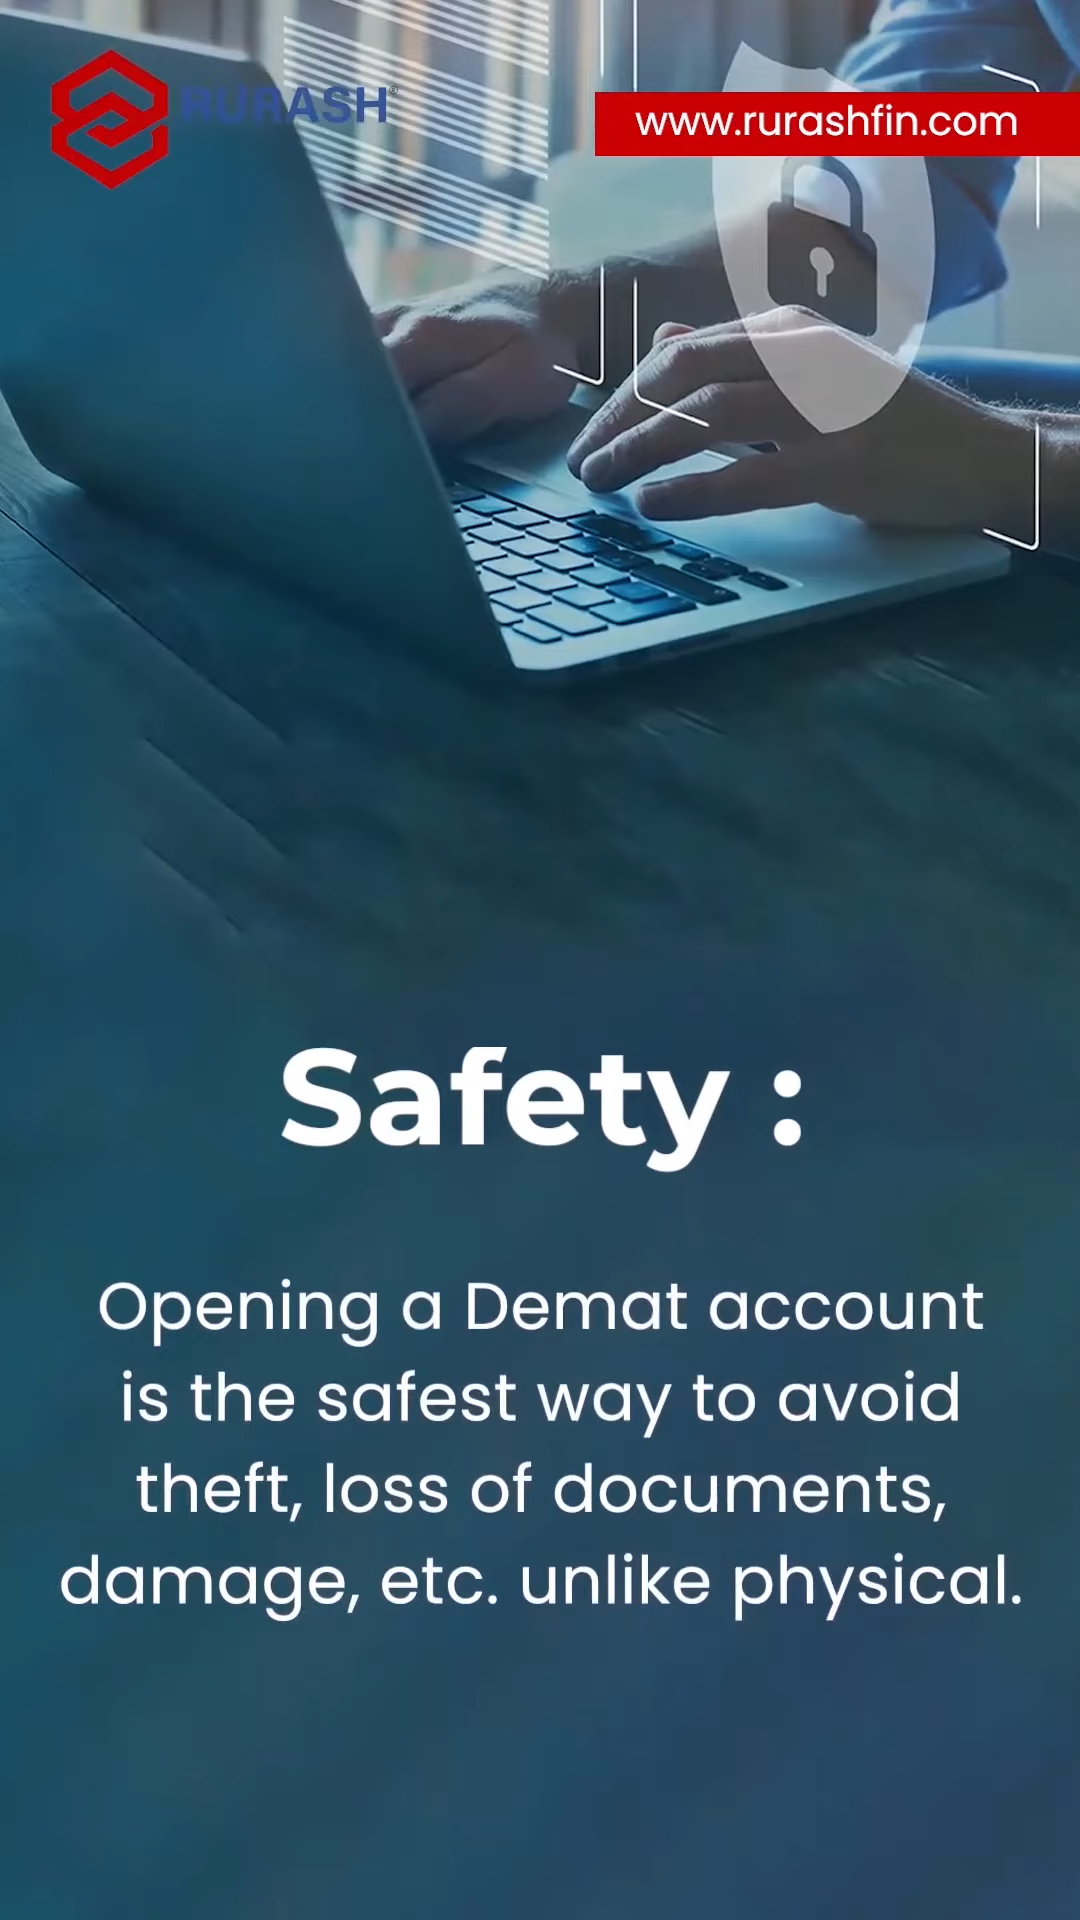 RURASH®
www.rurashfin.com
Safety :
Opening a Demat account
is the safest way to avoid
theft, loss of documents,
damage, etc. unlike physical.